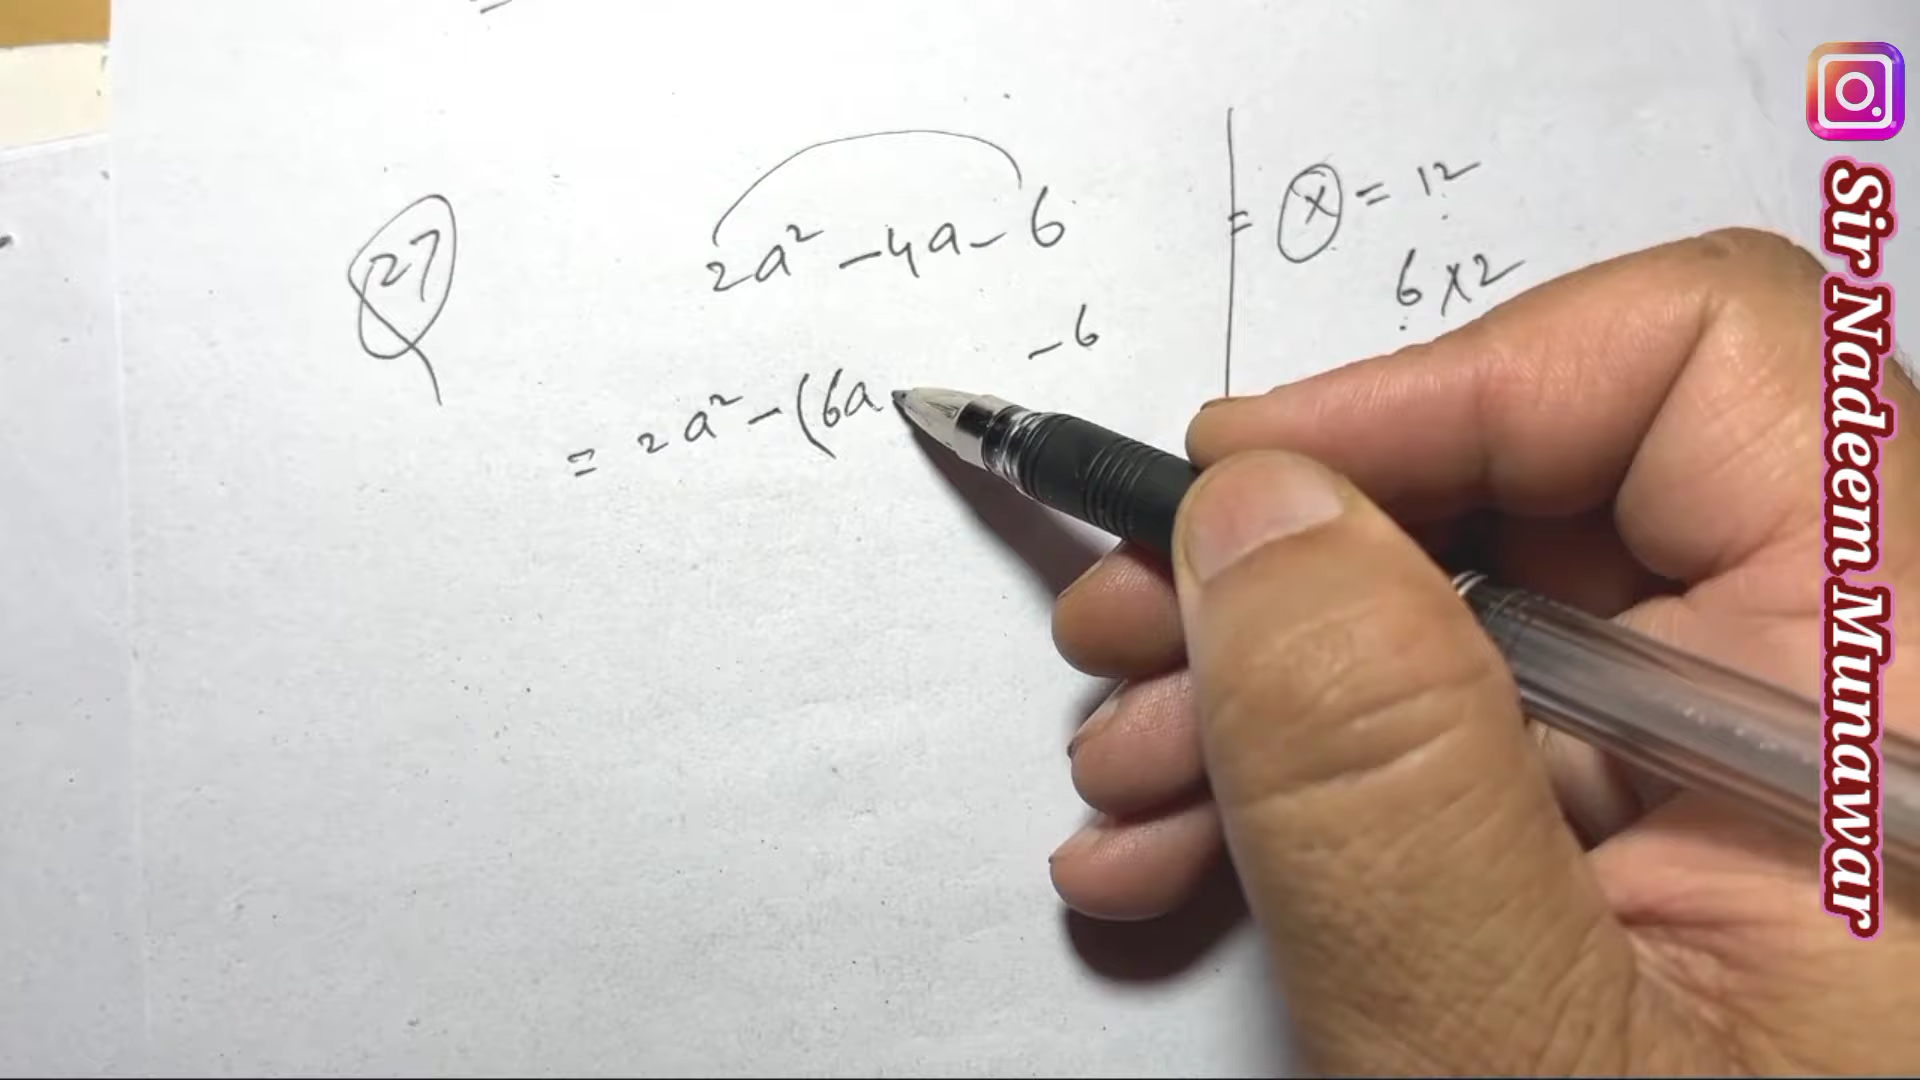 27
2a² - 4a - 6
= 2a² - (6a - 6
= x = 12
6 x 2
Sir Nadeem Munawar